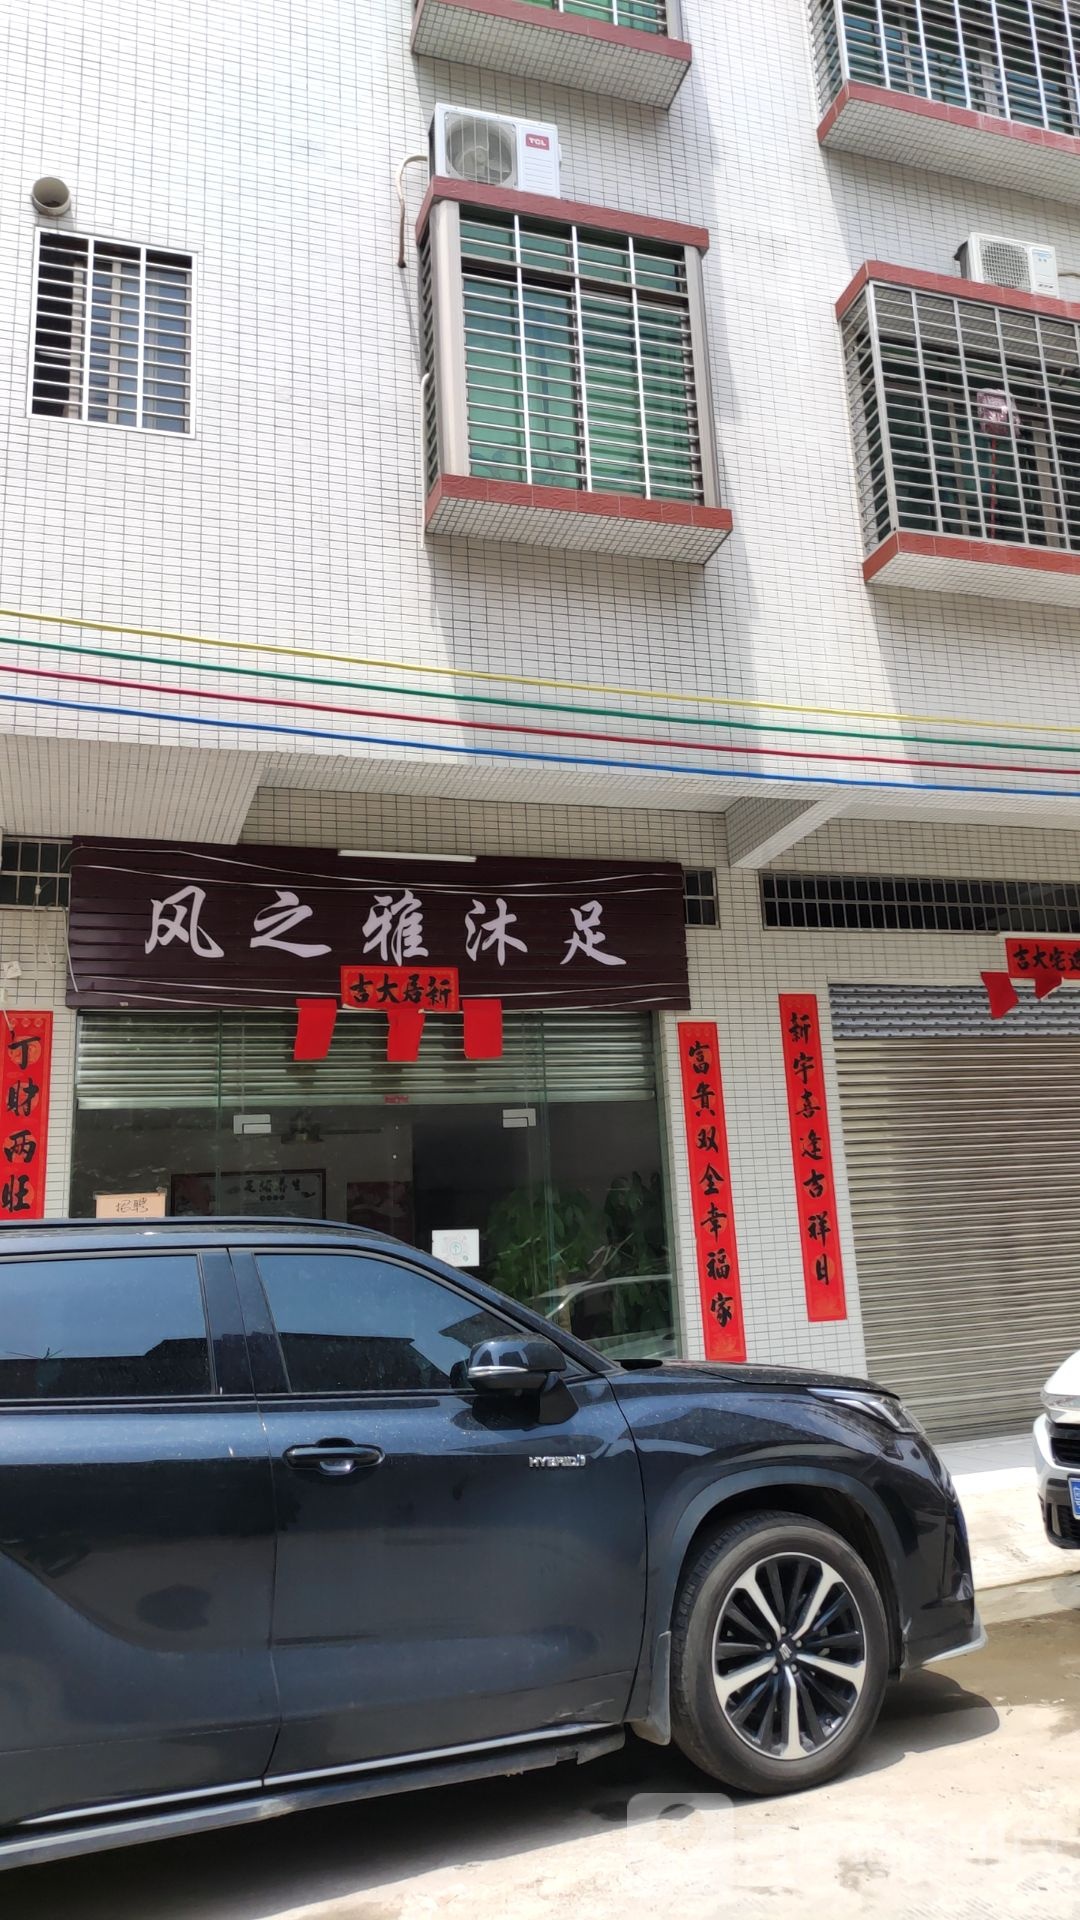 TCL
风之雅沐足
吉大居新
吉大宅
丁财两旺
富贵双全幸福家
新宇喜逢吉祥日
招聘
HYBRID